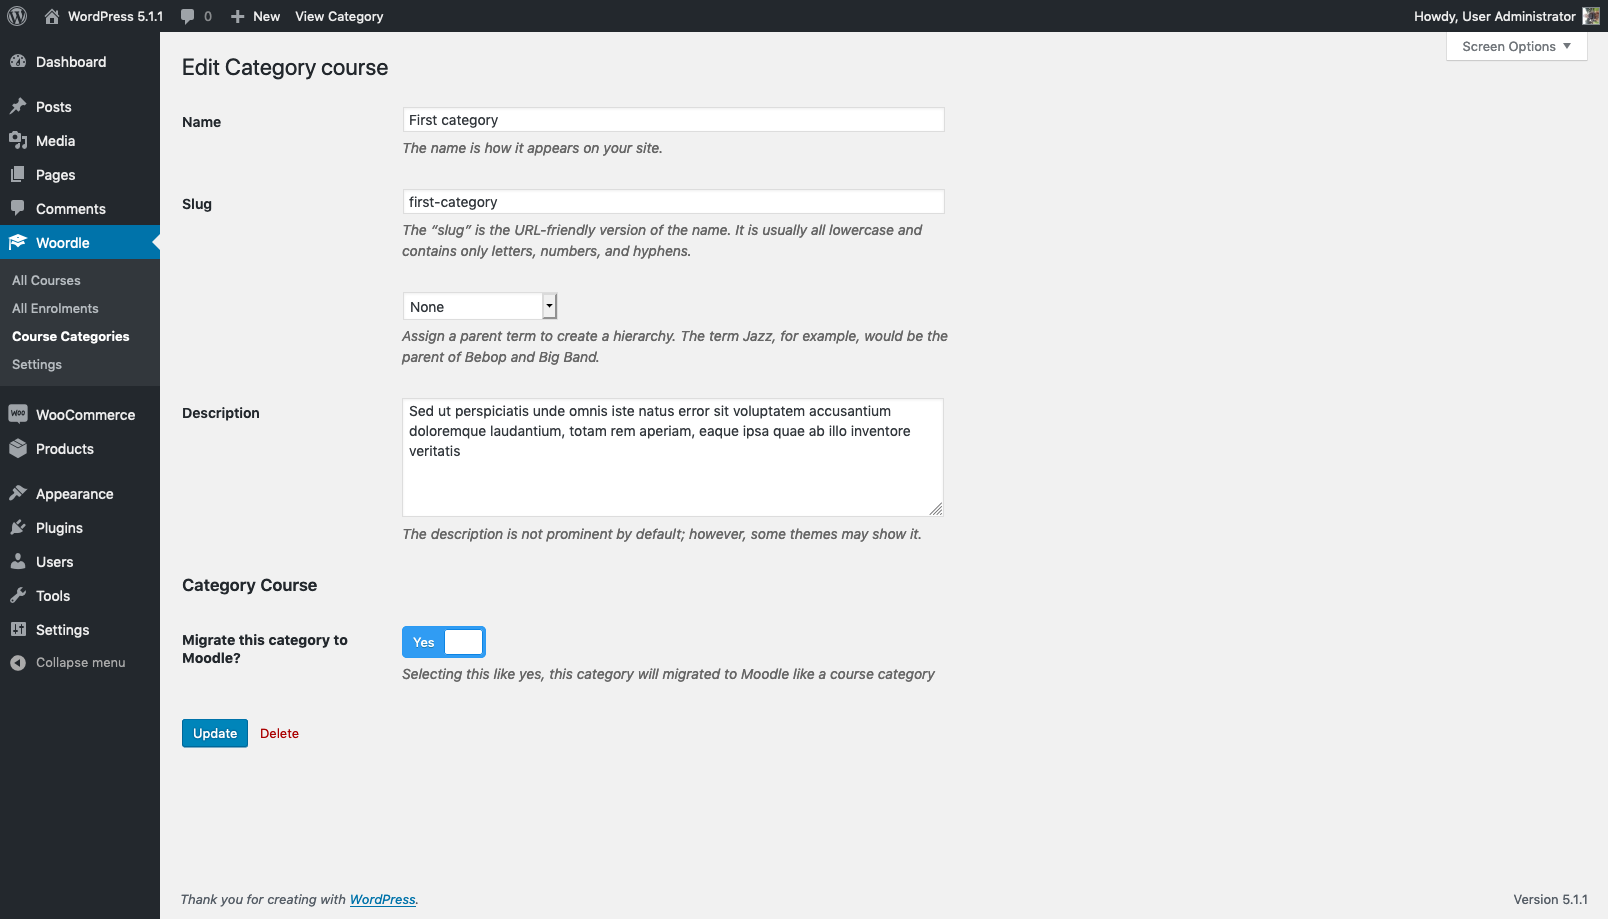 WordPress 5.1.1
0
New
View Category
Howdy, User Administrator
Screen Options
Dashboard
Posts
Media
Pages
Comments
Woordle
All Courses
All Enrolments
Course Categories
Settings
WOO
WooCommerce
Products
Appearance
Plugins
Users
Tools
Settings
Collapse menu
Edit Category course
Name
First category
The name is how it appears on your site.
Slug
first-category
The “slug” is the URL-friendly version of the name. It is usually all lowercase and
contains only letters, numbers, and hyphens.
None
Assign a parent term to create a hierarchy. The term Jazz, for example, would be the
parent of Bebop and Big Band.
Description
Sed ut perspiciatis unde omnis iste natus error sit voluptatem accusantium
doloremque laudantium, totam rem aperiam, eaque ipsa quae ab illo inventore
veritatis
The description is not prominent by default; however, some themes may show it.
Category Course
Migrate this category to
Moodle?
Yes
Selecting this like yes, this category will migrated to Moodle like a course category
Update
Delete
Thank you for creating with WordPress.
Version 5.1.1